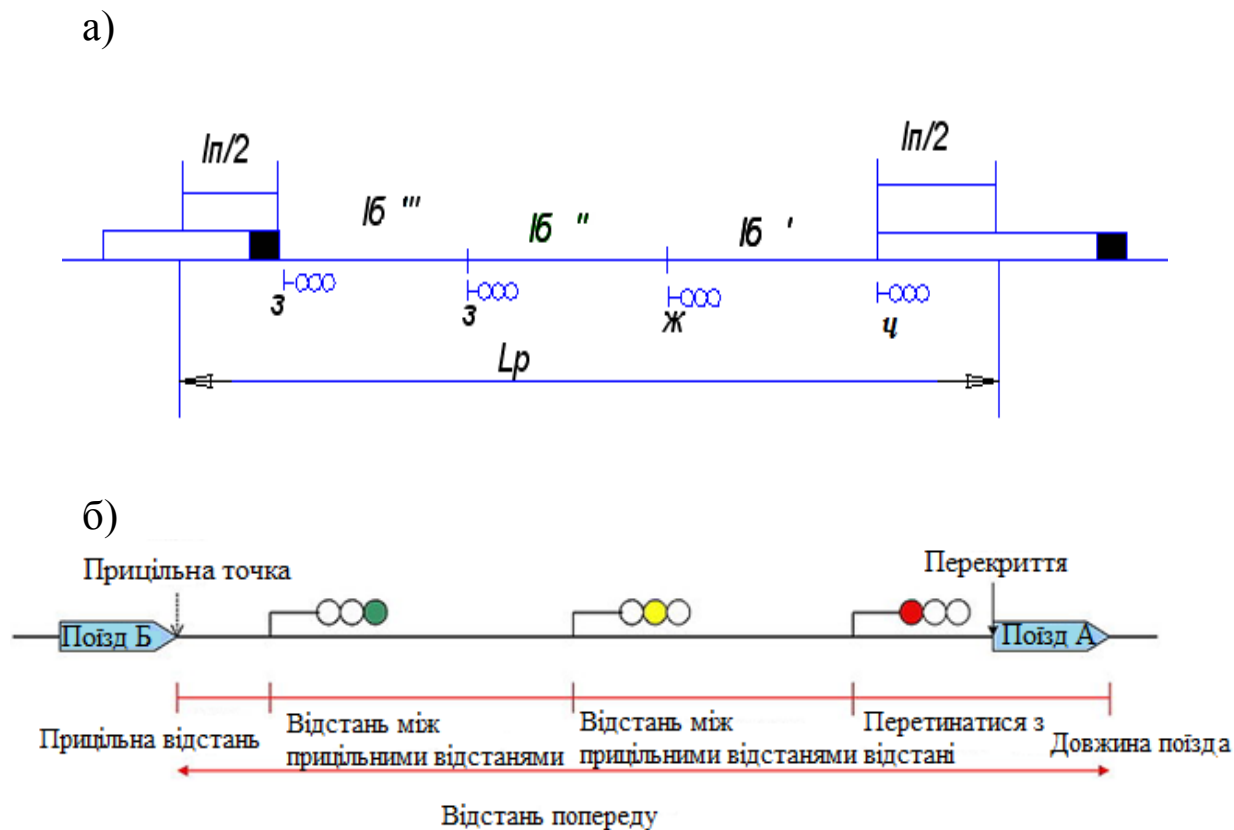 а)
lп/2
lп/2
lб '''
lб ''
lб '
З
З
Ж
Ч
Lp
б)
Прицільна точка
Перекриття
Поїзд Б
Поїзд А
Прицільна відстань
Відстань між
прицільними відстанями
Відстань між
прицільними відстанями
Перетинатися з
відстані
Довжина поїзда
Відстань попереду